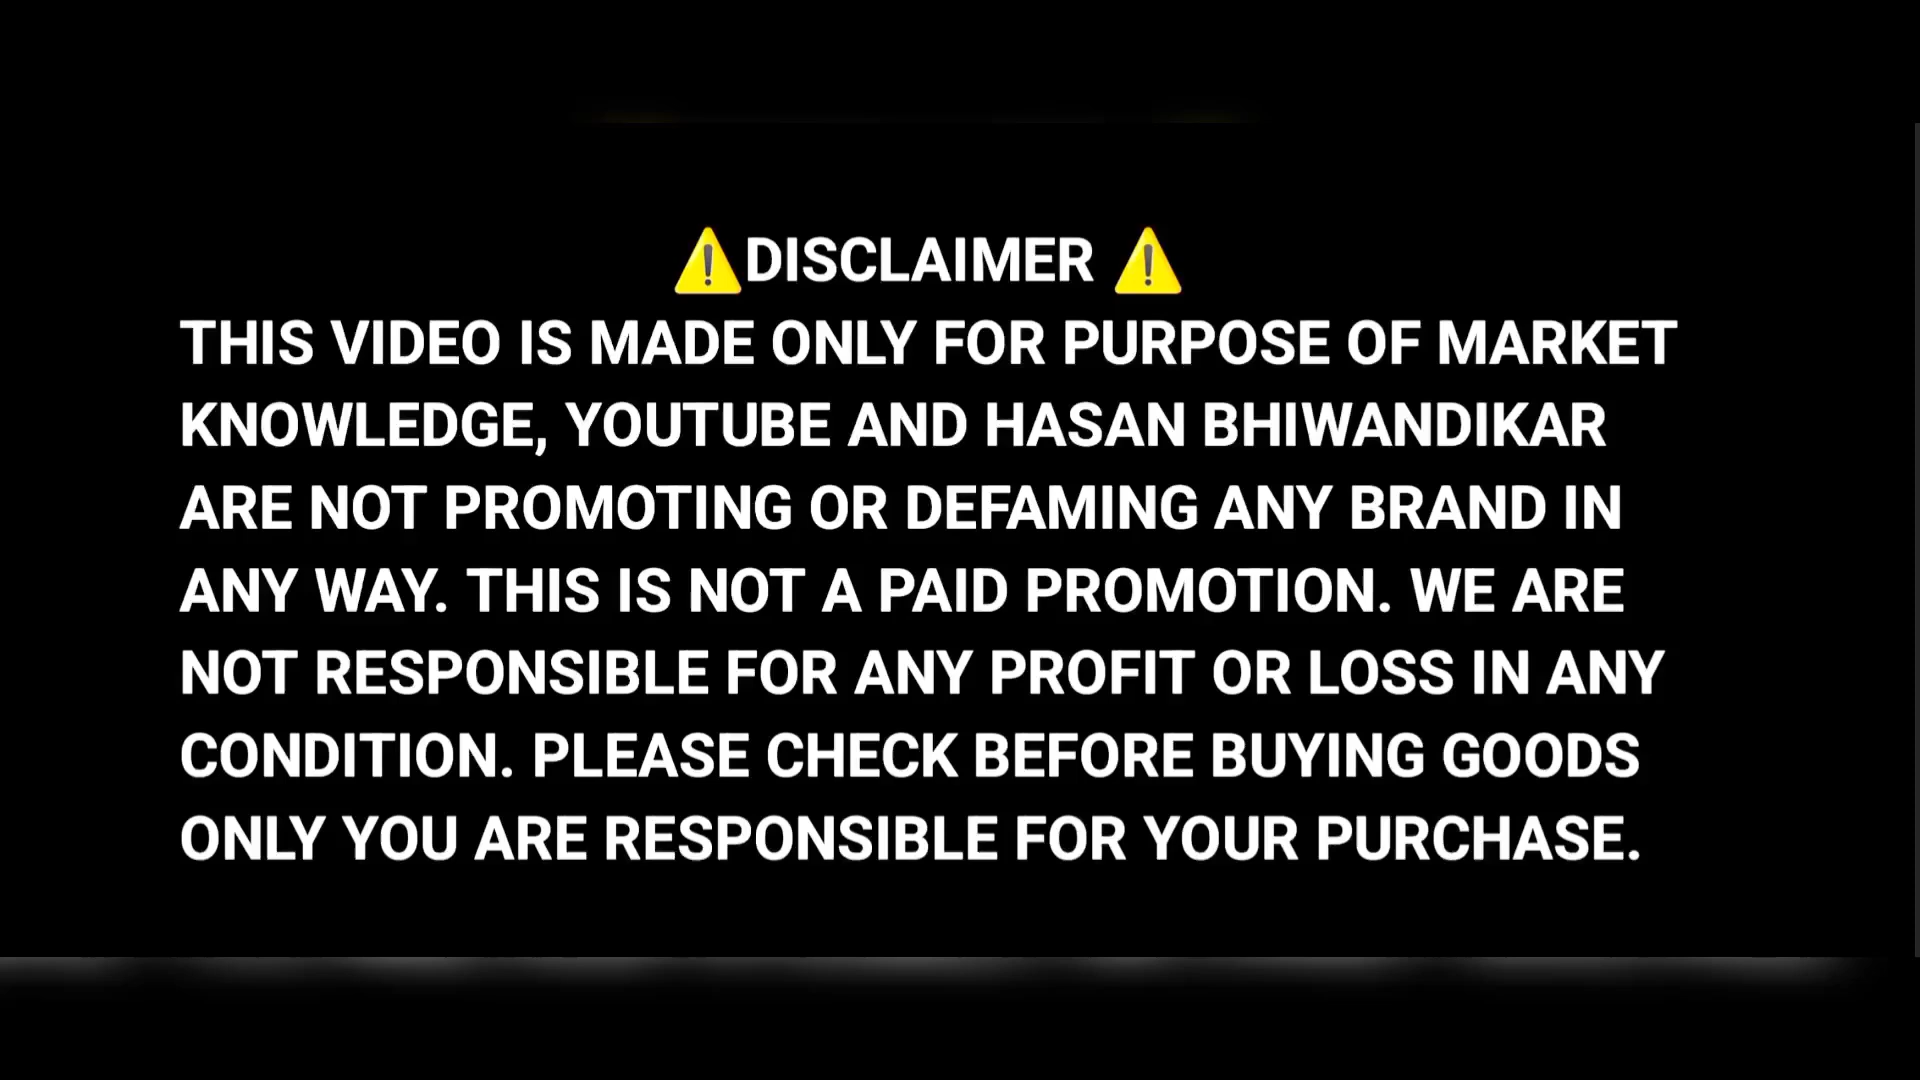 ⚠️DISCLAIMER ⚠️
THIS VIDEO IS MADE ONLY FOR PURPOSE OF MARKET
KNOWLEDGE, YOUTUBE AND HASAN BHIWANDIKAR
ARE NOT PROMOTING OR DEFAMING ANY BRAND IN
ANY WAY. THIS IS NOT A PAID PROMOTION. WE ARE
NOT RESPONSIBLE FOR ANY PROFIT OR LOSS IN ANY
CONDITION. PLEASE CHECK BEFORE BUYING GOODS
ONLY YOU ARE RESPONSIBLE FOR YOUR PURCHASE.